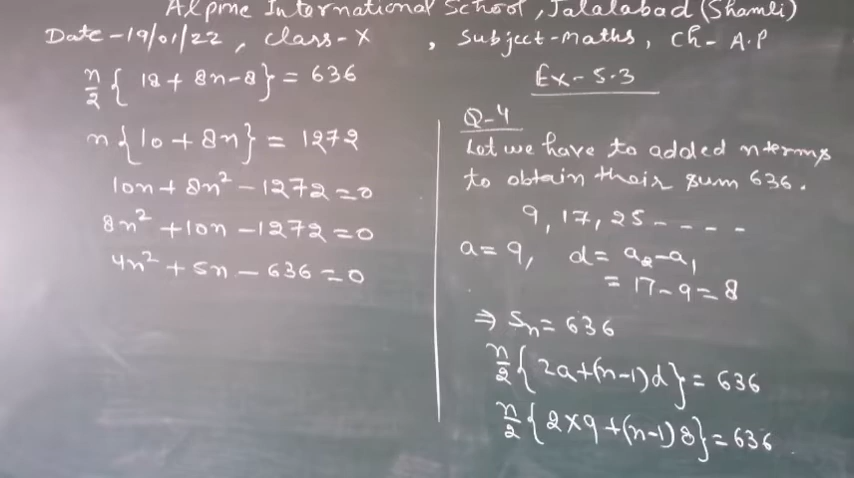 Alpine International School, Jalalabad (Shamli)
Date-19/01/22, class-X, Subject-maths, Ch- A.P
Ex-5.3
Q-4
Let we have to added n terms
to obtain their sum 636.
9, 17, 25 - - - -
a = 9, d = a₂-a₁
= 17-9 = 8
⇒ Sn = 636
n/2 {2a+(n-1)d} = 636
n/2 {2×9+(n-1)8} = 636
n/2 {18+8n-8} = 636
n{10+8n} = 1272
10n+8n²-1272=0
8n²+10n-1272=0
4n²+5n-636=0